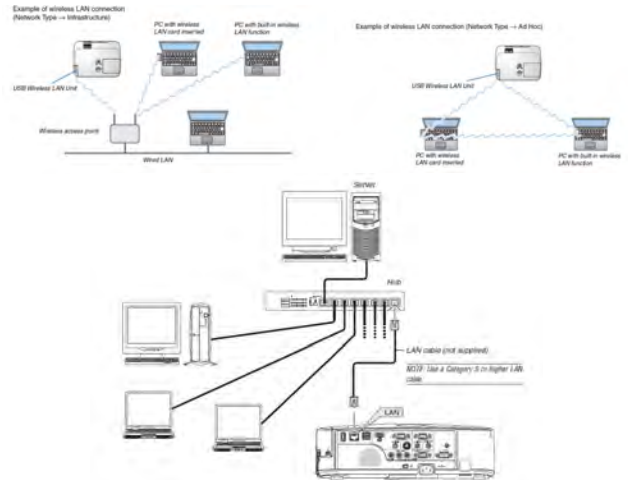 Example of wireless LAN connection
(Network Type → Infrastructure)
PC with wireless
LAN card inserted
PC with built-in wireless
LAN function
USB Wireless LAN Unit
Wireless access point
Wired LAN
Example of wireless LAN connection (Network Type → Ad Hoc)
USB Wireless LAN Unit
PC with wireless
LAN card inserted
PC with built-in wireless
LAN function
Server
Hub
LAN cable (not supplied)
NOTE: Use a Category 5 or higher LAN
cable.
LAN